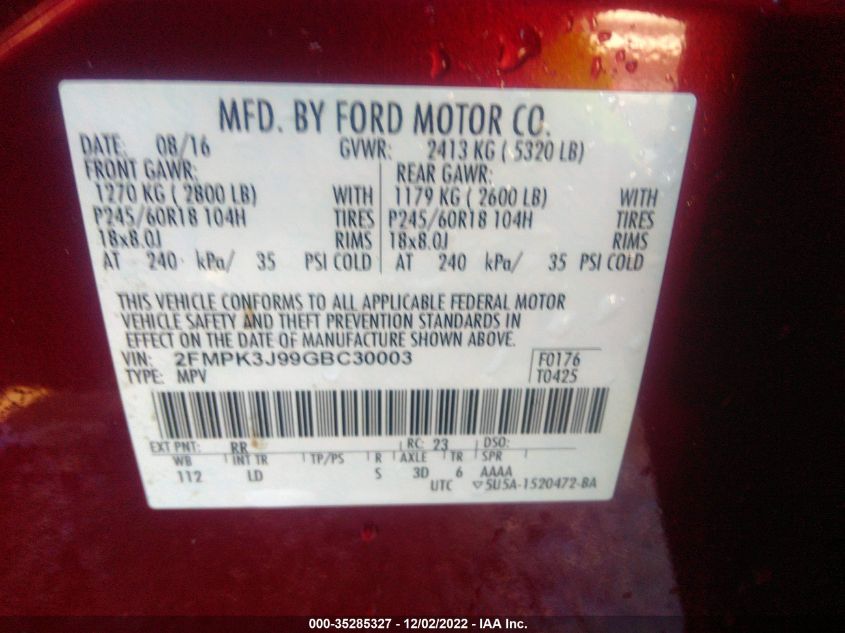 MFD. BY FORD MOTOR CO.
DATE: 08/16 GVWR: 2413 KG ( 5320 LB)
FRONT GAWR: REAR GAWR:
1270 KG ( 2800 LB) WITH 1179 KG ( 2600 LB) WITH
P245/60R18 104H TIRES P245/60R18 104H TIRES
18x8.0J RIMS 18x8.0J RIMS
AT 240 kPa/ 35 PSI COLD AT 240 kPa/ 35 PSI COLD
THIS VEHICLE CONFORMS TO ALL APPLICABLE FEDERAL MOTOR
VEHICLE SAFETY AND THEFT PREVENTION STANDARDS IN
EFFECT ON THE DATE OF MANUFACTURE SHOWN ABOVE.
VIN: 2FMPK3J99GBC30003 F0176
TYPE: MPV T0425
EXT PNT: RR RC: 23 DSO:
WB INT TR TP/PS R AXLE TR SPR
112 LD S 3D 6 AAAA
UTC 5U5A-1520472-BA
000-35285327 - 12/02/2022 - IAA Inc.